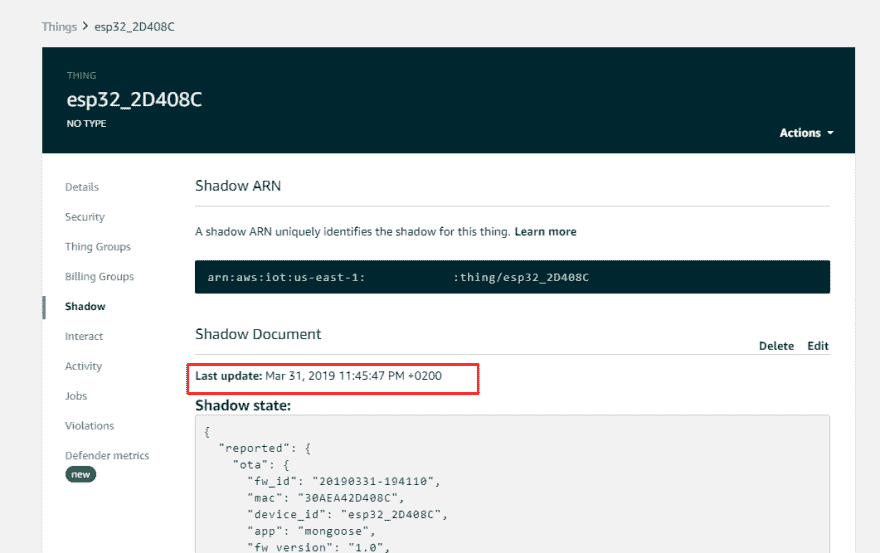 Things > esp32_2D408C
THING
esp32_2D408C
NO TYPE
Actions
Details
Security
Thing Groups
Billing Groups
Shadow
Interact
Activity
Jobs
Violations
Defender metrics
new
Shadow ARN
A shadow ARN uniquely identifies the shadow for this thing. Learn more
arn:aws:iot:us-east-1: :thing/esp32_2D408C
Shadow Document
Delete Edit
Last update: Mar 31, 2019 11:45:47 PM +0200
Shadow state:
{
"reported": {
"ota": {
"fw_id": "20190331-194110",
"mac": "30AEA42D408C",
"device_id": "esp32_2D408C",
"app": "mongoose",
"fw_version": "1.0",